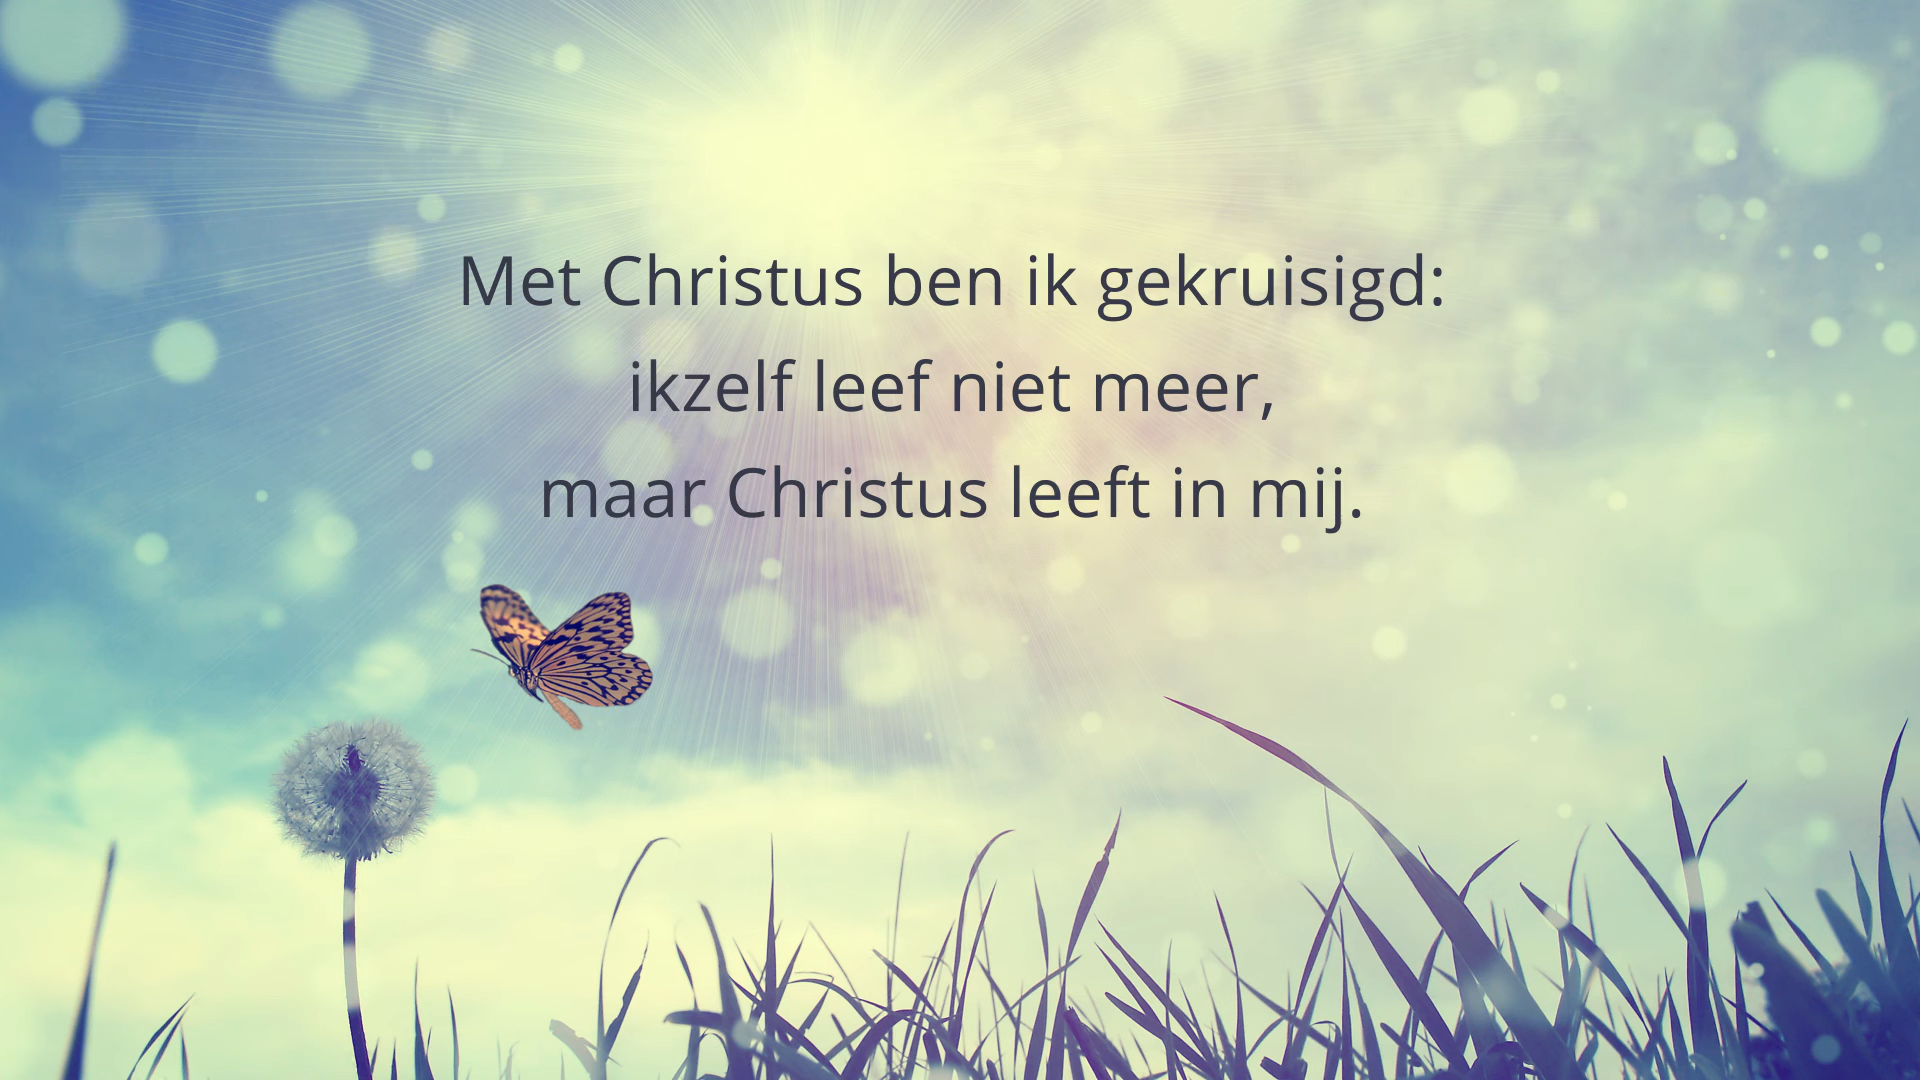 Met Christus ben ik gekruisigd:
ikzelf leef niet meer,
maar Christus leeft in mij.